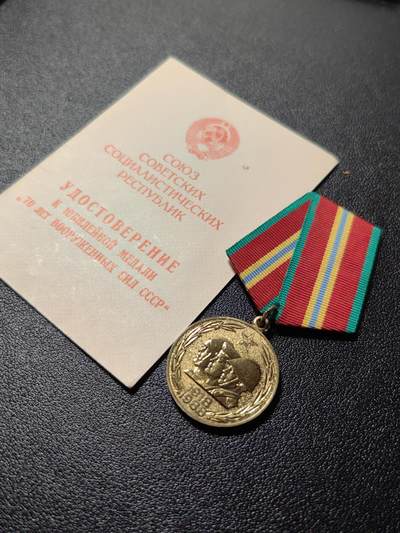 СОЮЗ
СОВЕТСКИХ
СОЦИАЛИСТИЧЕСКИХ
РЕСПУБЛИК
УДОСТОВЕРЕНИЕ
К ЮБИЛЕЙНОЙ МЕДАЛИ
„70 ЛЕТ ВООРУЖЕННЫХ СИЛ СССР“
1918
1988